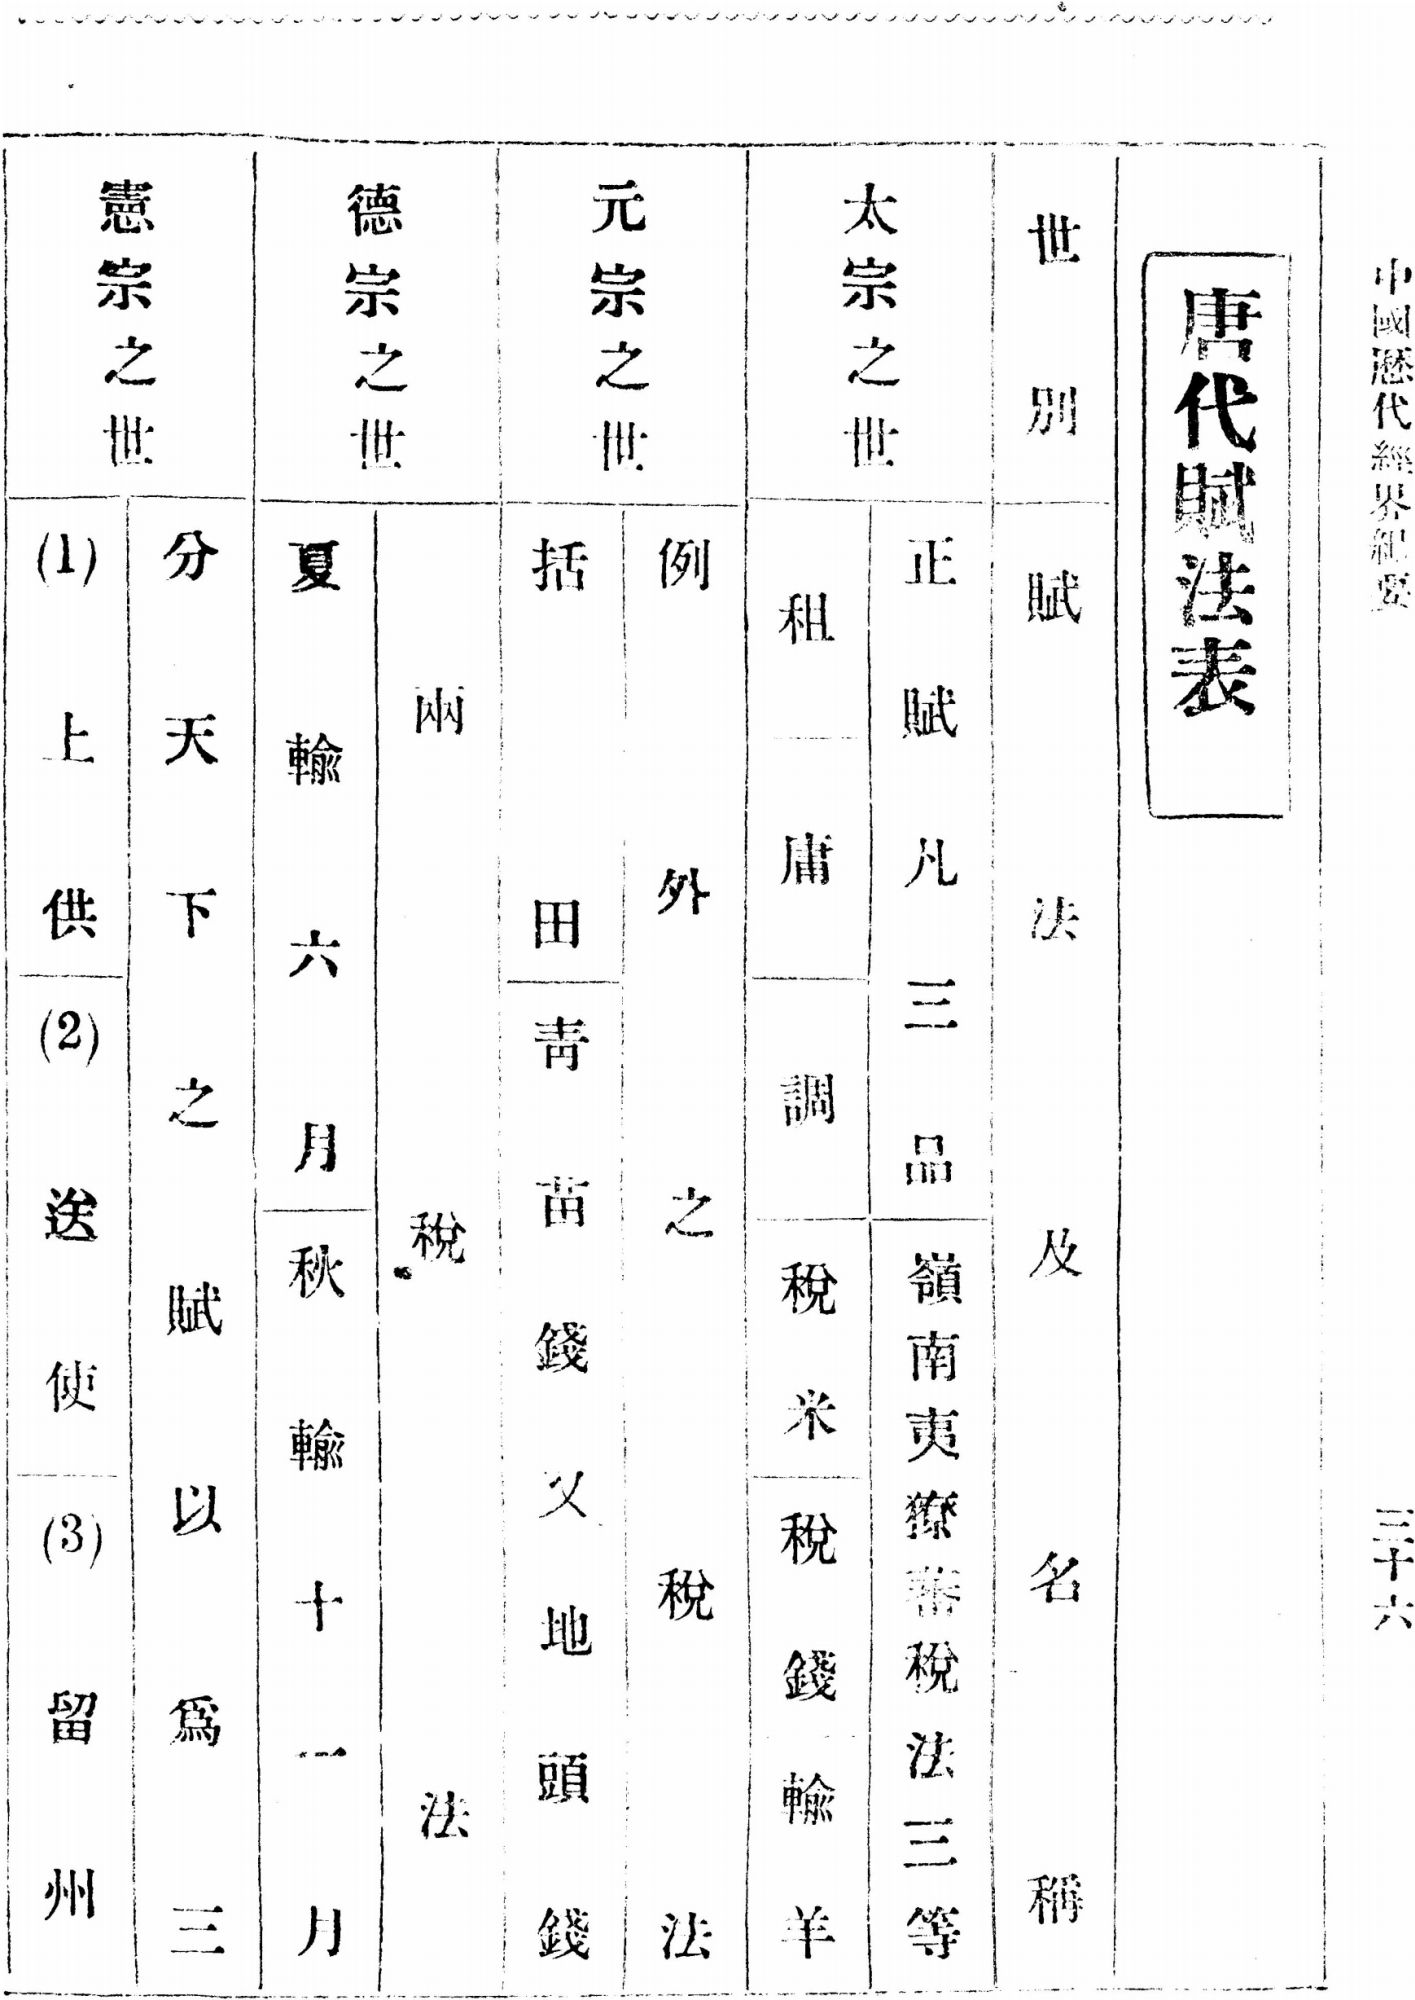 中國歷代經界紀要
三十六
唐代賦法表
世別
賦法及名稱
太宗之世
正賦凡三品
嶺南夷獠蕃稅法三等
租
庸
調
稅米
稅錢輸羊
元宗之世
例外之稅法
括田
靑苗錢又地頭錢
德宗之世
兩稅法
夏輸六月
秋輸十一月
憲宗之世
分天下之賦以爲三
(1)上供
(2)送使
(3)留州